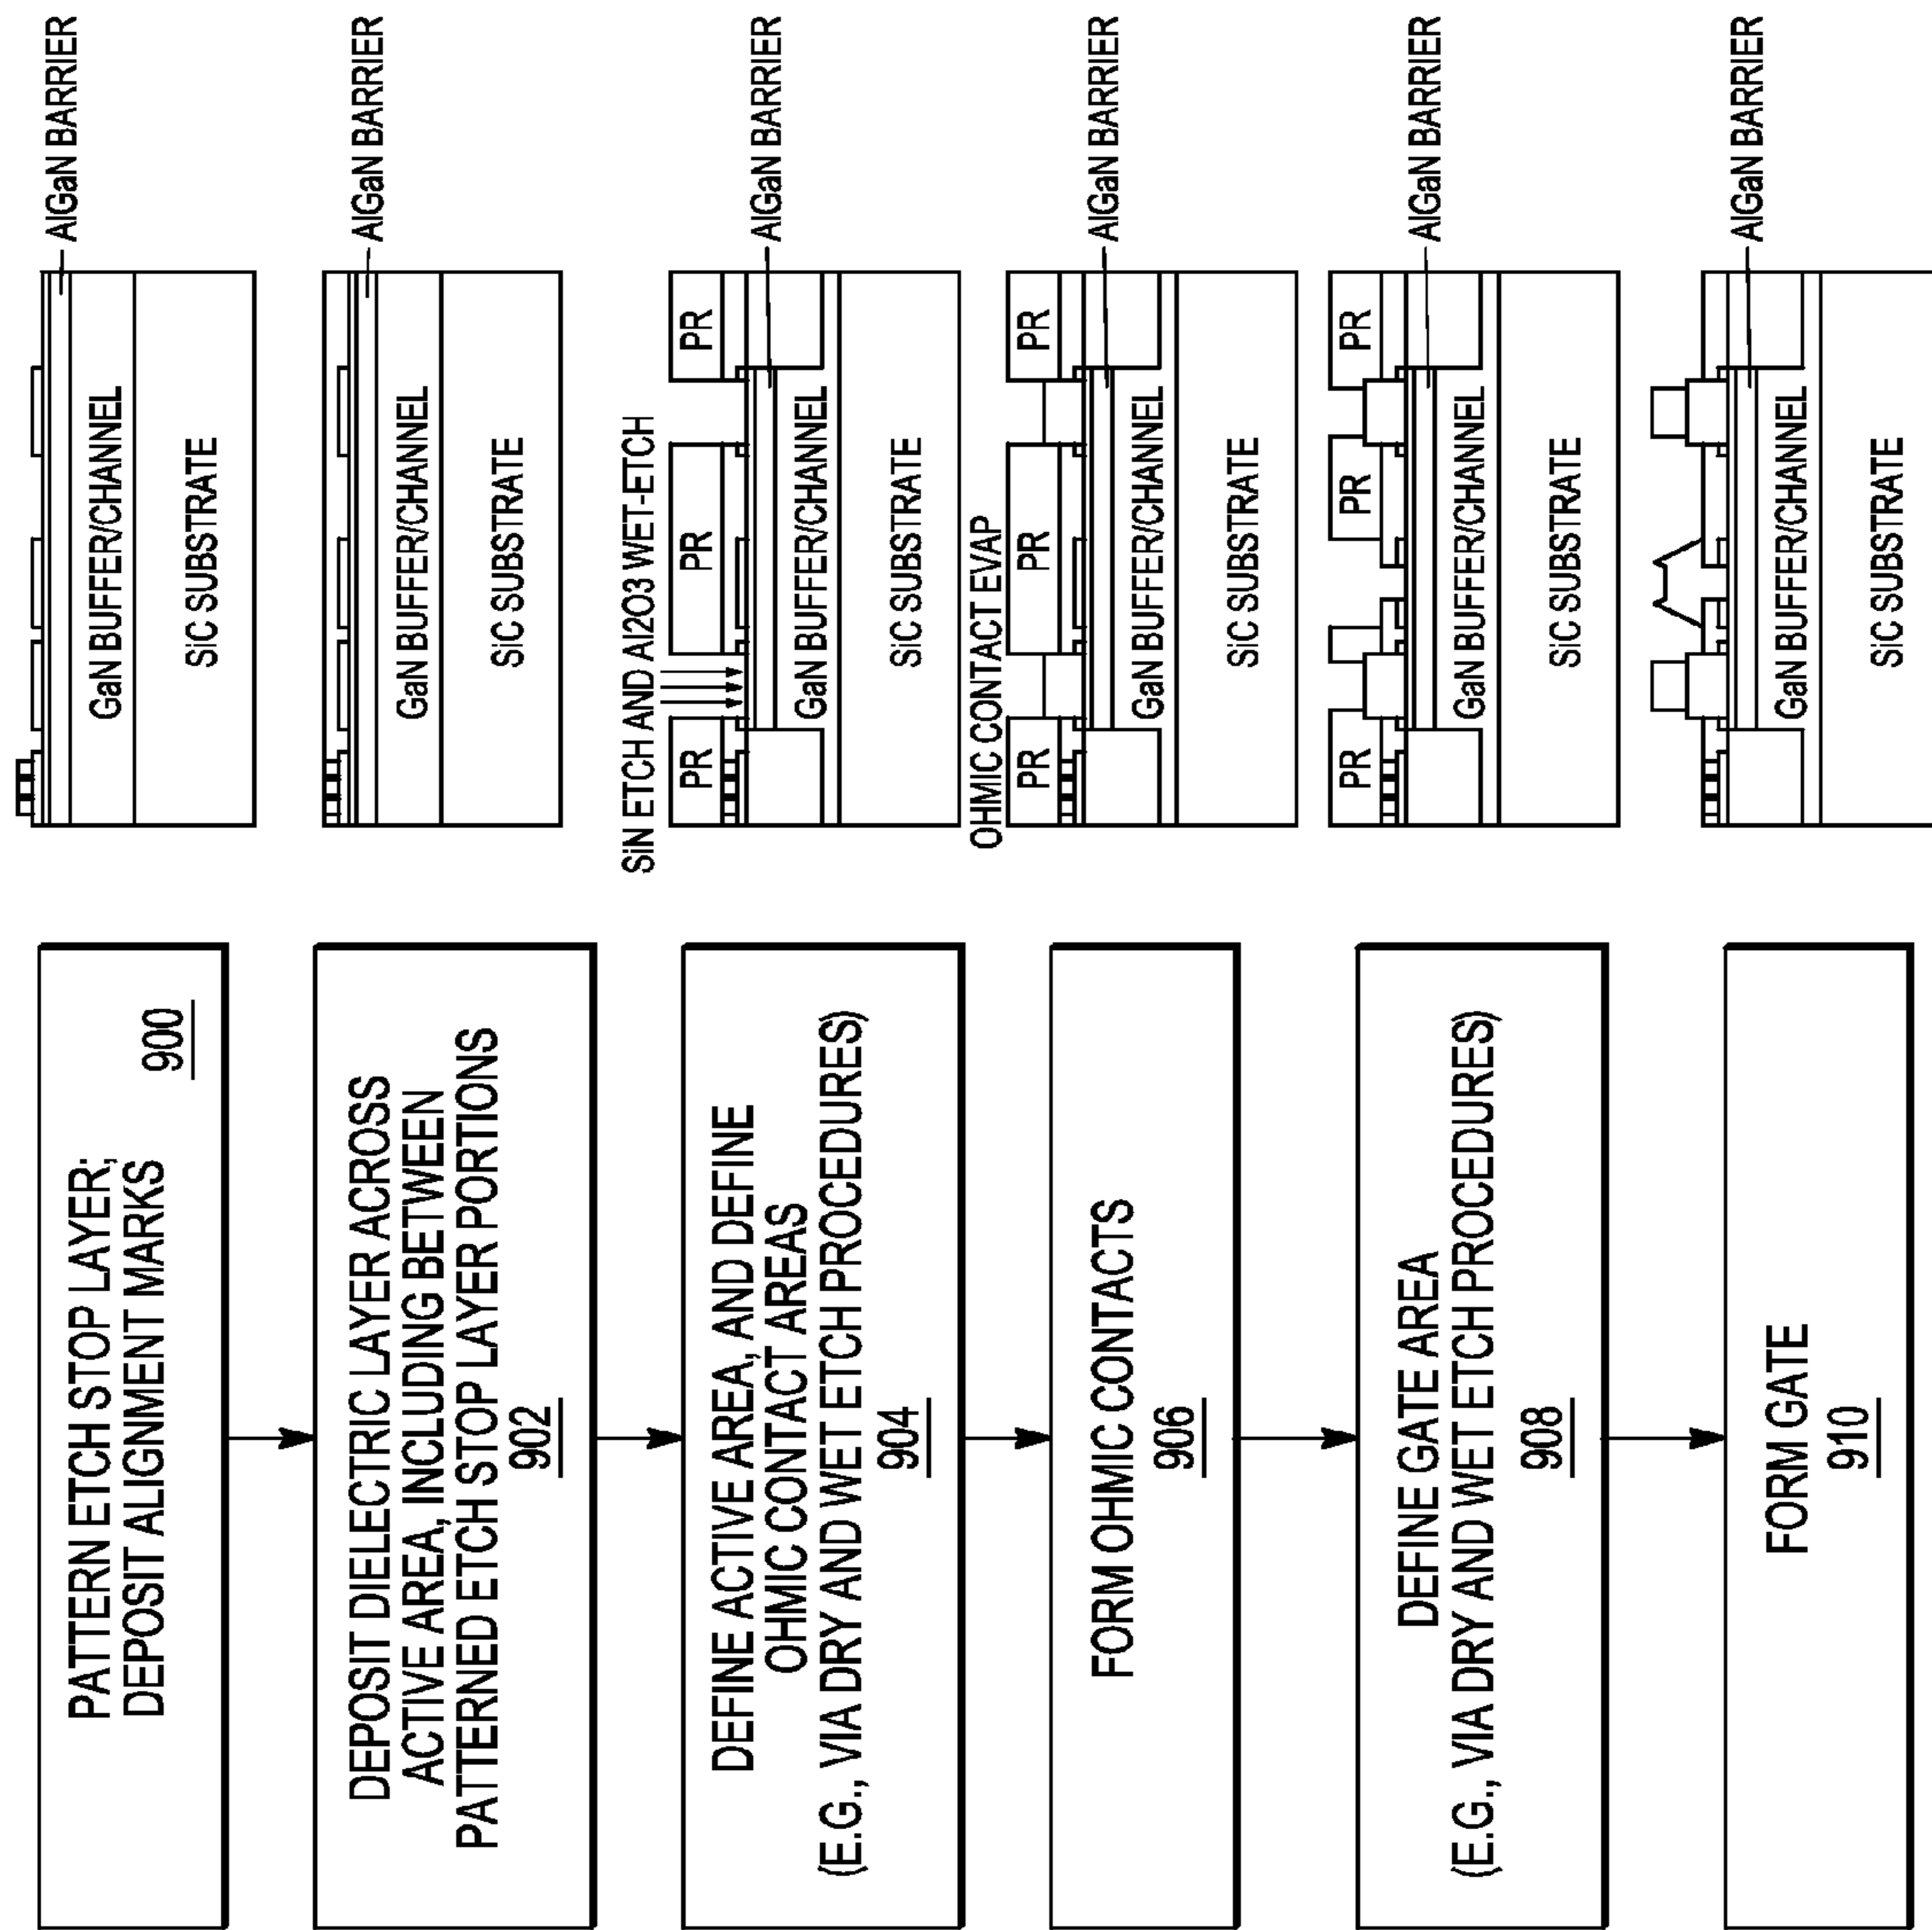 PATTERN ETCH STOP LAYER;
DEPOSIT ALIGNMENT MARKS
900
DEPOSIT DIELECTRIC LAYER ACROSS
ACTIVE AREA, INCLUDING BETWEEN
PATTERNED ETCH STOP LAYER PORTIONS
902
DEFINE ACTIVE AREA, AND DEFINE
OHMIC CONTACT AREAS
(E.G., VIA DRY AND WET ETCH PROCEDURES)
904
FORM OHMIC CONTACTS
906
DEFINE GATE AREA
(E.G., VIA DRY AND WET ETCH PROCEDURES)
908
FORM GATE
910
AlGaN BARRIER
GaN BUFFER/CHANNEL
SiC SUBSTRATE
AlGaN BARRIER
GaN BUFFER/CHANNEL
SiC SUBSTRATE
SiN ETCH AND Al2O3 WET-ETCH
PR PR PR
AlGaN BARRIER
GaN BUFFER/CHANNEL
SiC SUBSTRATE
OHMIC CONTACT EVAP
PR PR PR
AlGaN BARRIER
GaN BUFFER/CHANNEL
SiC SUBSTRATE
PR PR PR
AlGaN BARRIER
GaN BUFFER/CHANNEL
SiC SUBSTRATE
AlGaN BARRIER
GaN BUFFER/CHANNEL
SiC SUBSTRATE